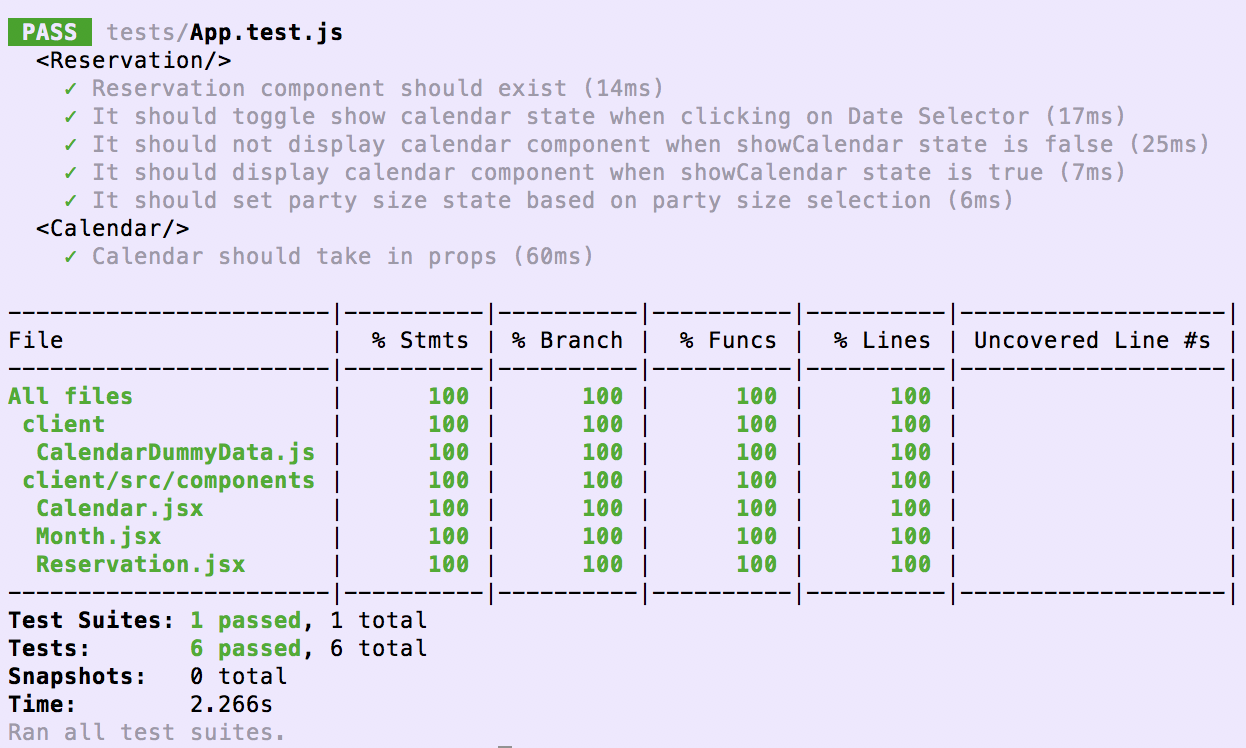 PASS tests/App.test.js
<Reservation/>
✓ Reservation component should exist (14ms)
✓ It should toggle show calendar state when clicking on Date Selector (17ms)
✓ It should not display calendar component when showCalendar state is false (25ms)
✓ It should display calendar component when showCalendar state is true (7ms)
✓ It should set party size state based on party size selection (6ms)
<Calendar/>
✓ Calendar should take in props (60ms)
-----------------------|----------|----------|----------|----------|-------------------|
File | % Stmts | % Branch | % Funcs | % Lines | Uncovered Line #s |
-----------------------|----------|----------|----------|----------|-------------------|
All files | 100 | 100 | 100 | 100 | |
client | 100 | 100 | 100 | 100 | |
CalendarDummyData.js | 100 | 100 | 100 | 100 | |
client/src/components | 100 | 100 | 100 | 100 | |
Calendar.jsx | 100 | 100 | 100 | 100 | |
Month.jsx | 100 | 100 | 100 | 100 | |
Reservation.jsx | 100 | 100 | 100 | 100 | |
-----------------------|----------|----------|----------|----------|-------------------|
Test Suites: 1 passed, 1 total
Tests: 6 passed, 6 total
Snapshots: 0 total
Time: 2.266s
Ran all test suites.